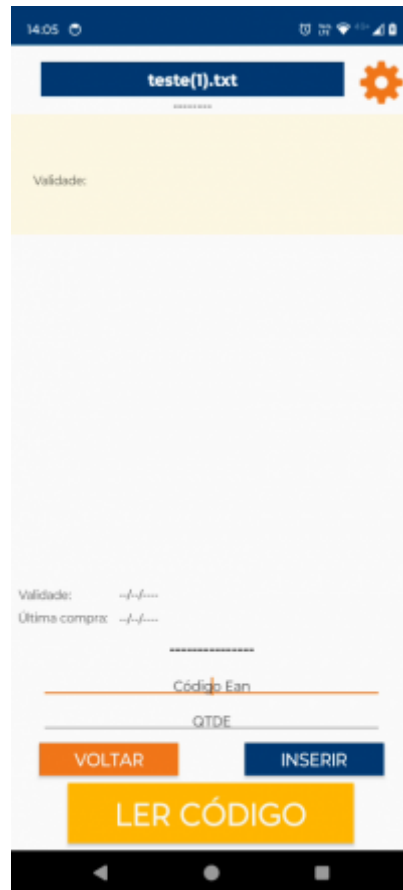 14:05
teste(1).txt
--------
Validade:
Validade: --/--/----
Última compra: --/--/----
---------------
Código Ean
QTDE
VOLTAR INSERIR
LER CÓDIGO